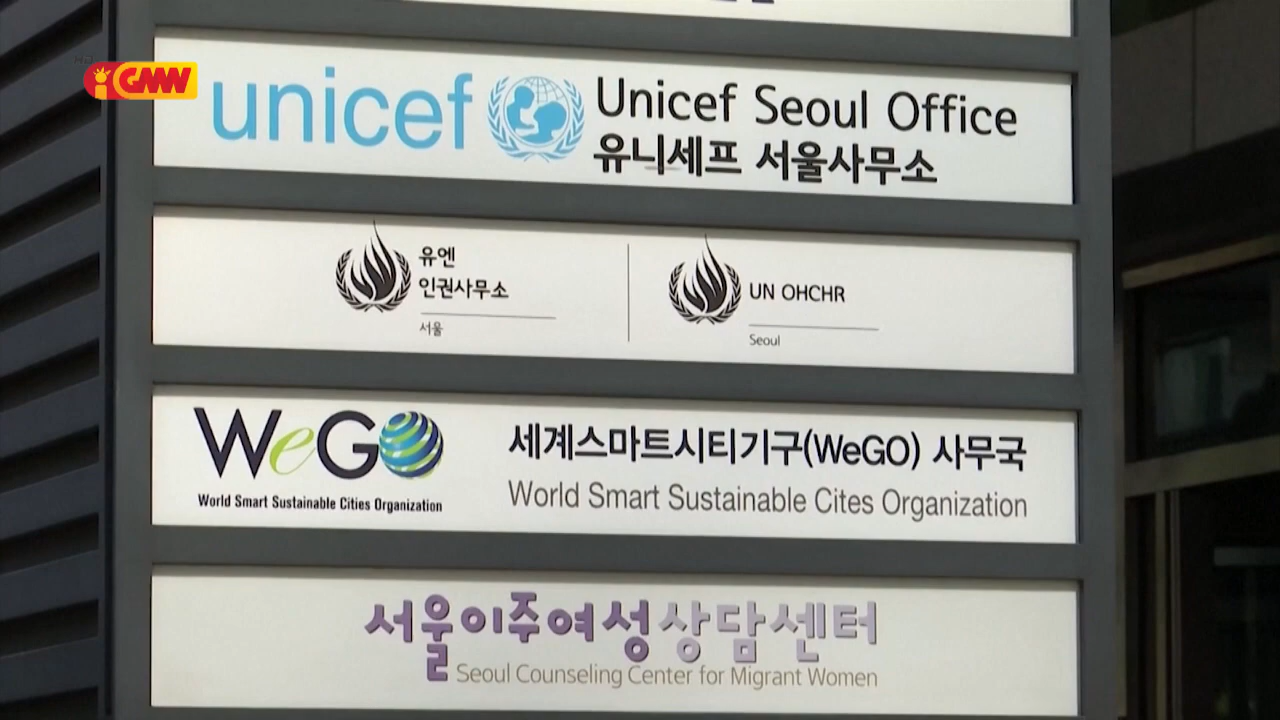 iGMW
unicef
Unicef Seoul Office
유니세프 서울사무소
유엔
인권사무소
서울
UN OHCHR
Seoul
WeGO
World Smart Sustainable Cities Organization
세계스마트시티기구(WeGO) 사무국
World Smart Sustainable Cites Organization
서울이주여성상담센터
Seoul Counseling Center for Migrant Women